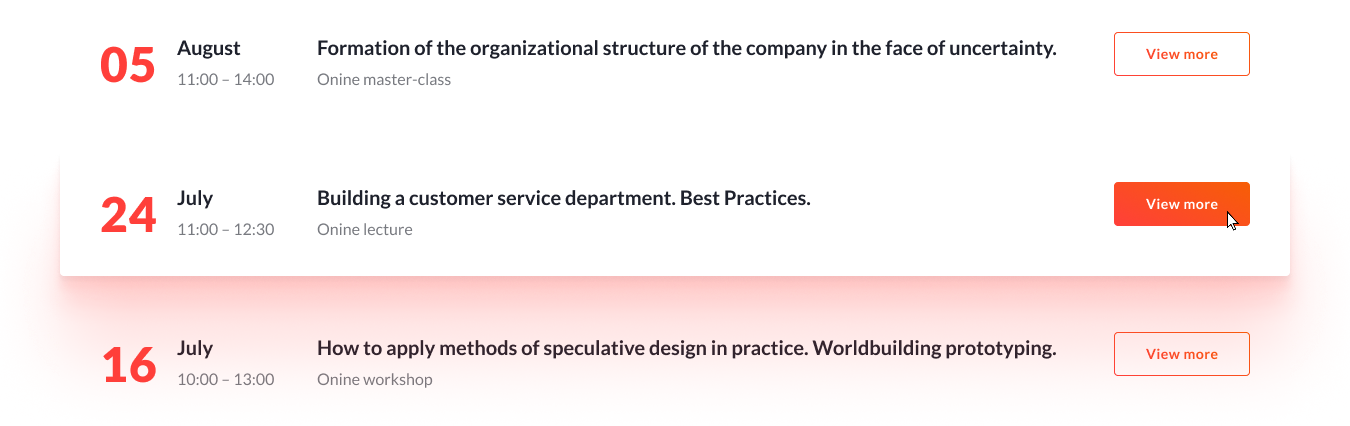 05
August
11:00 – 14:00
Formation of the organizational structure of the company in the face of uncertainty.
Onine master-class
View more
24
July
11:00 – 12:30
Building a customer service department. Best Practices.
Onine lecture
View more
16
July
10:00 – 13:00
How to apply methods of speculative design in practice. Worldbuilding prototyping.
Onine workshop
View more